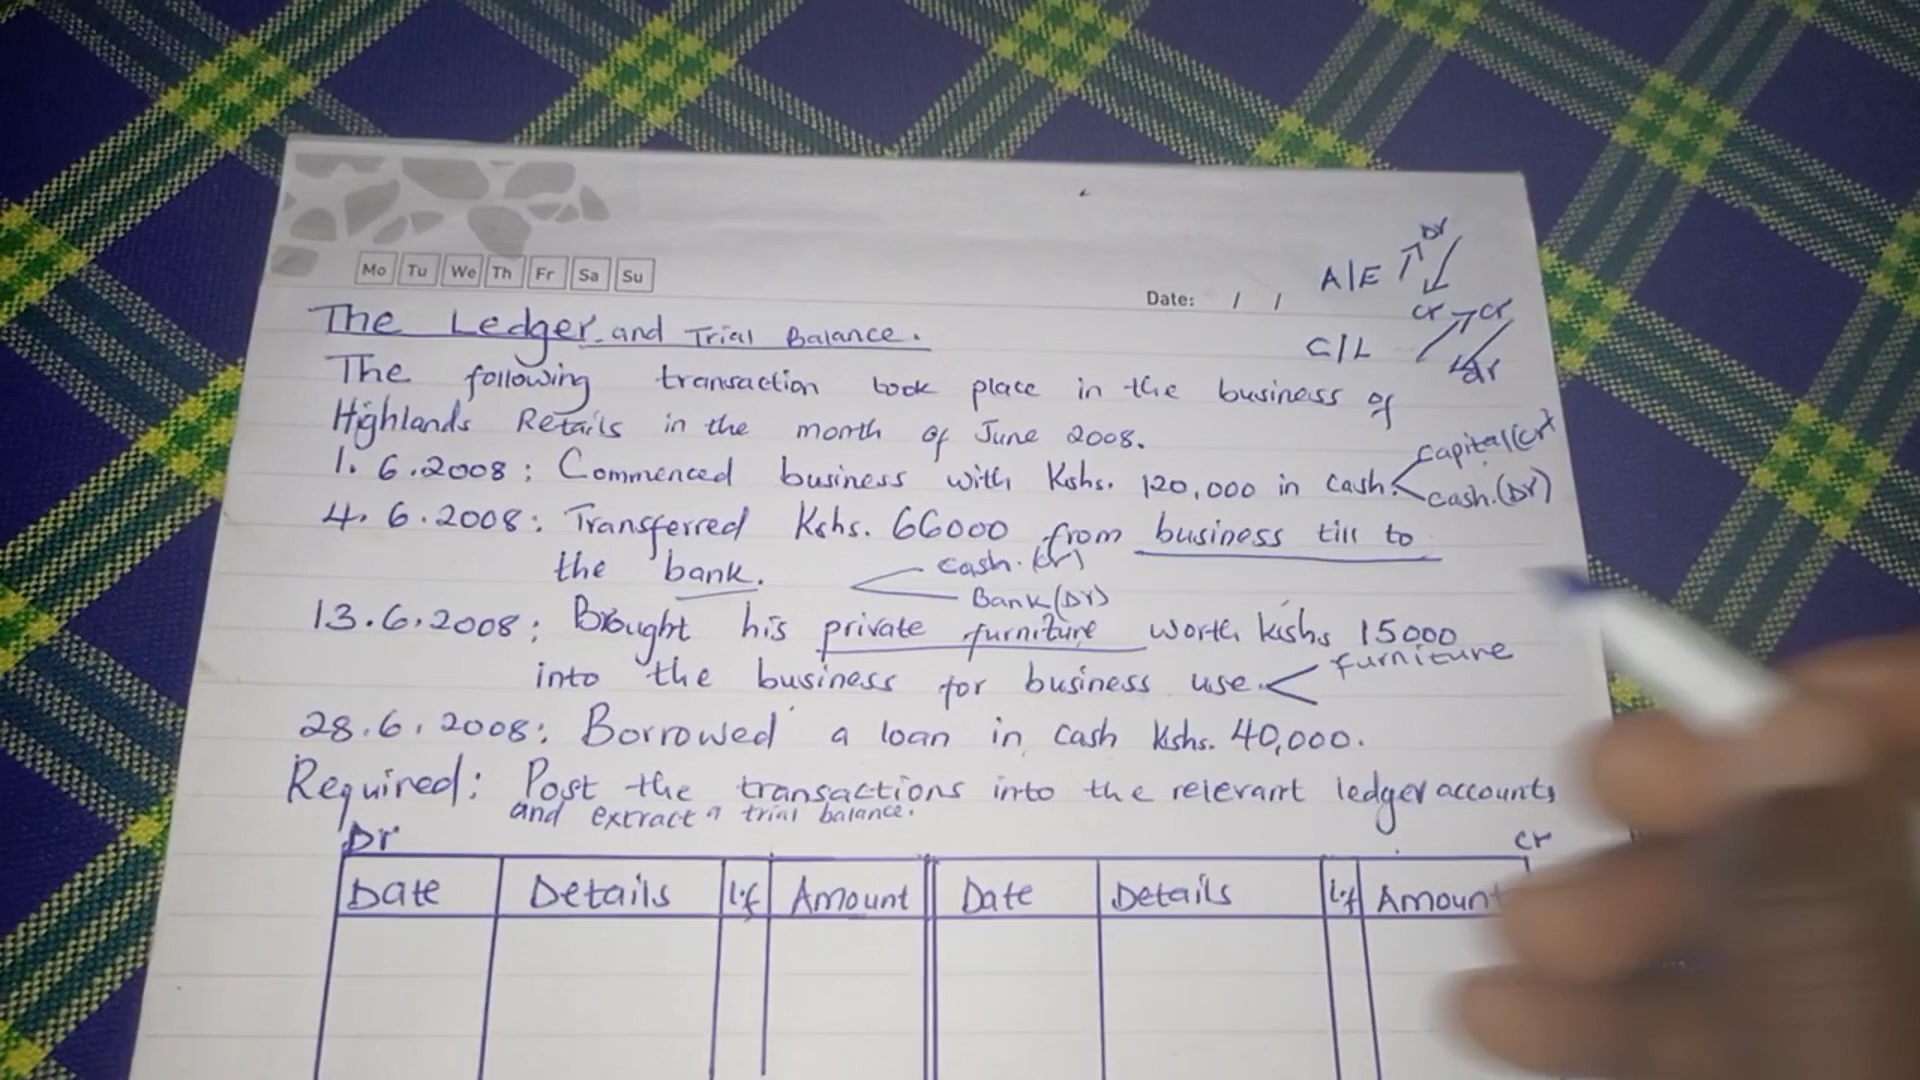 Mo Tu We Th Fr Sa Su
Date: / /
A/E Dr
cr
C/L cr
dr
The Ledger and Trial Balance.
The following transaction took place in the business of
Highlands Retails in the month of June 2008.
1. 6.2008: Commenced business with Kshs. 120,000 in cash. Capital(cr)
cash.(Dr)
4. 6.2008: Transferred Kshs. 66000 from business till to
the bank. cash. (cr)
Bank(Dr)
13.6.2008: Brought his private furniture worth kshs 15000
into the business for business use. furniture
28.6.2008: Borrowed a loan in cash Kshs. 40,000.
Required: Post the transactions into the relevant ledger accounts
and extract a trial balance.
Dr cr
Date Details l.f Amount Date Details l.f Amount